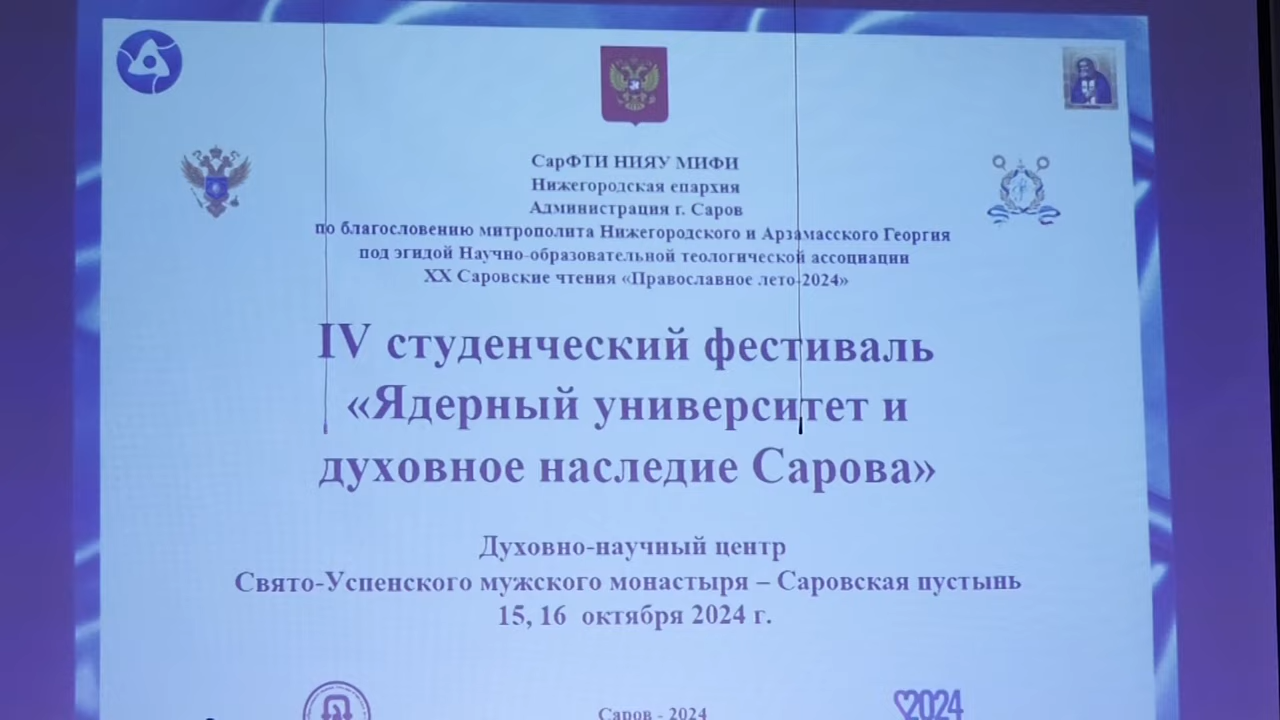 СарФТИ НИЯУ МИФИ
Нижегородская епархия
Администрация г. Саров
по благословению митрополита Нижегородского и Арзамасского Георгия
под эгидой Научно-образовательной теологической ассоциации
XX Саровские чтения «Православное лето-2024»
IV студенческий фестиваль
«Ядерный университет и
духовное наследие Сарова»
Духовно-научный центр
Свято-Успенского мужского монастыря – Саровская пустынь
15, 16 октября 2024 г.
Саров - 2024
2024